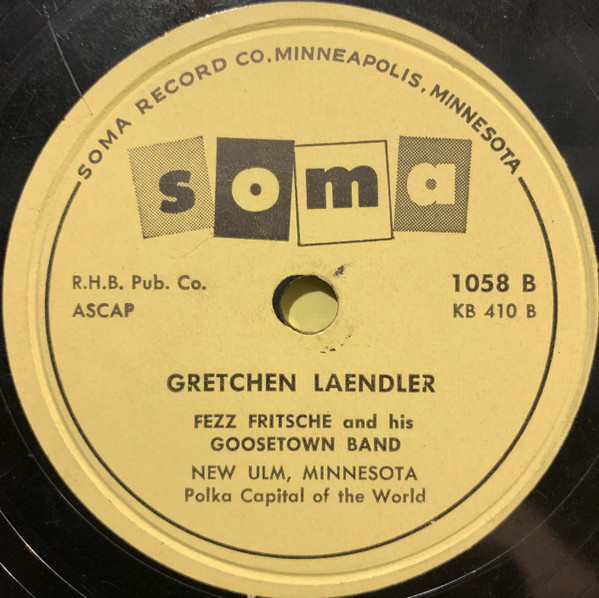 SOMA RECORD CO. MINNEAPOLIS, MINNESOTA
soma
R.H.B. Pub. Co.
ASCAP
1058 B
KB 410 B
GRETCHEN LAENDLER
FEZZ FRITSCHE and his
GOOSETOWN BAND
NEW ULM, MINNESOTA
Polka Capital of the World